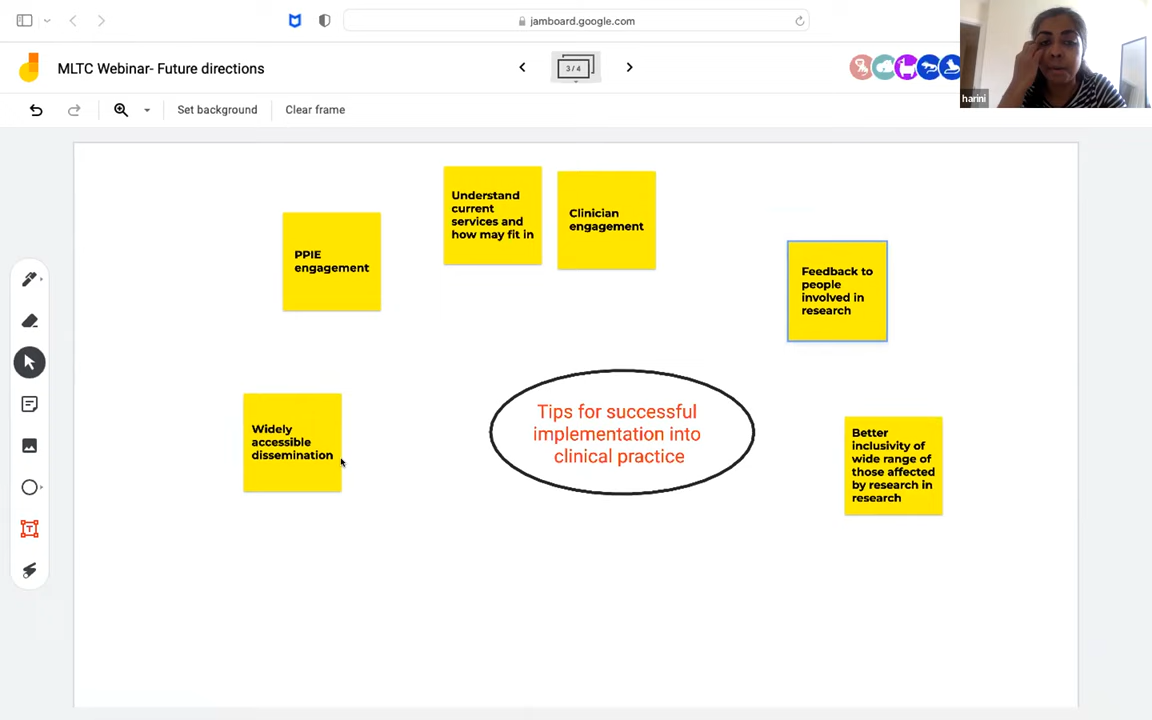 jamboard.google.com
MLTC Webinar- Future directions
3 / 4
harini
Set background
Clear frame
Understand
current
services and
how may fit in
Clinician
engagement
PPIE
engagement
Feedback to
people
involved in
research
Widely
accessible
dissemination
Tips for successful
implementation into
clinical practice
Better
inclusivity of
wide range of
those affected
by research in
research
T